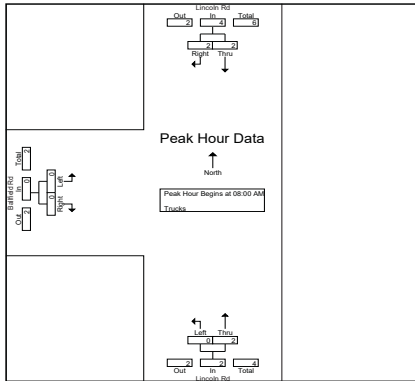 Lincoln Rd
Out In Total
2 4 6
2 2
Right Thru
Peak Hour Data
North
Peak Hour Begins at 08:00 AM
Trucks
Ballfield Rd
Out In Total
2 0 2
0 0
Right Left
Left Thru
0 2
2 2 4
Out In Total
Lincoln Rd